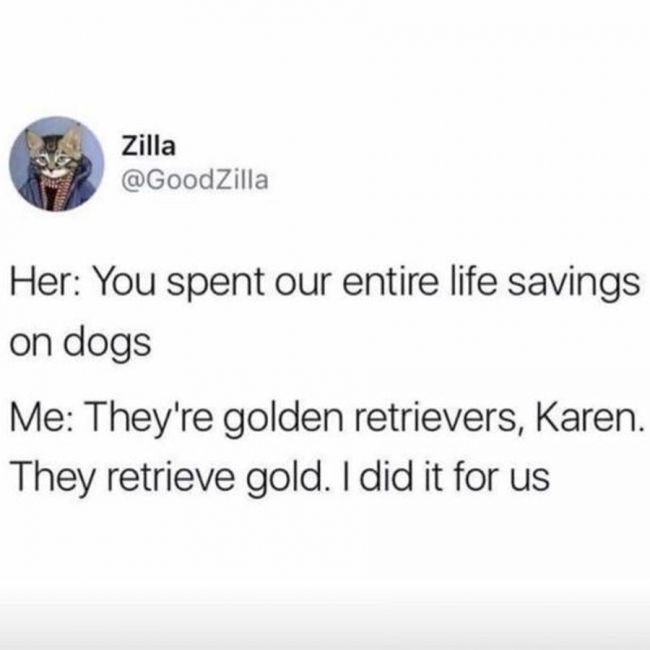 Zilla
@GoodZilla
Her: You spent our entire life savings
on dogs
Me: They're golden retrievers, Karen.
They retrieve gold. I did it for us